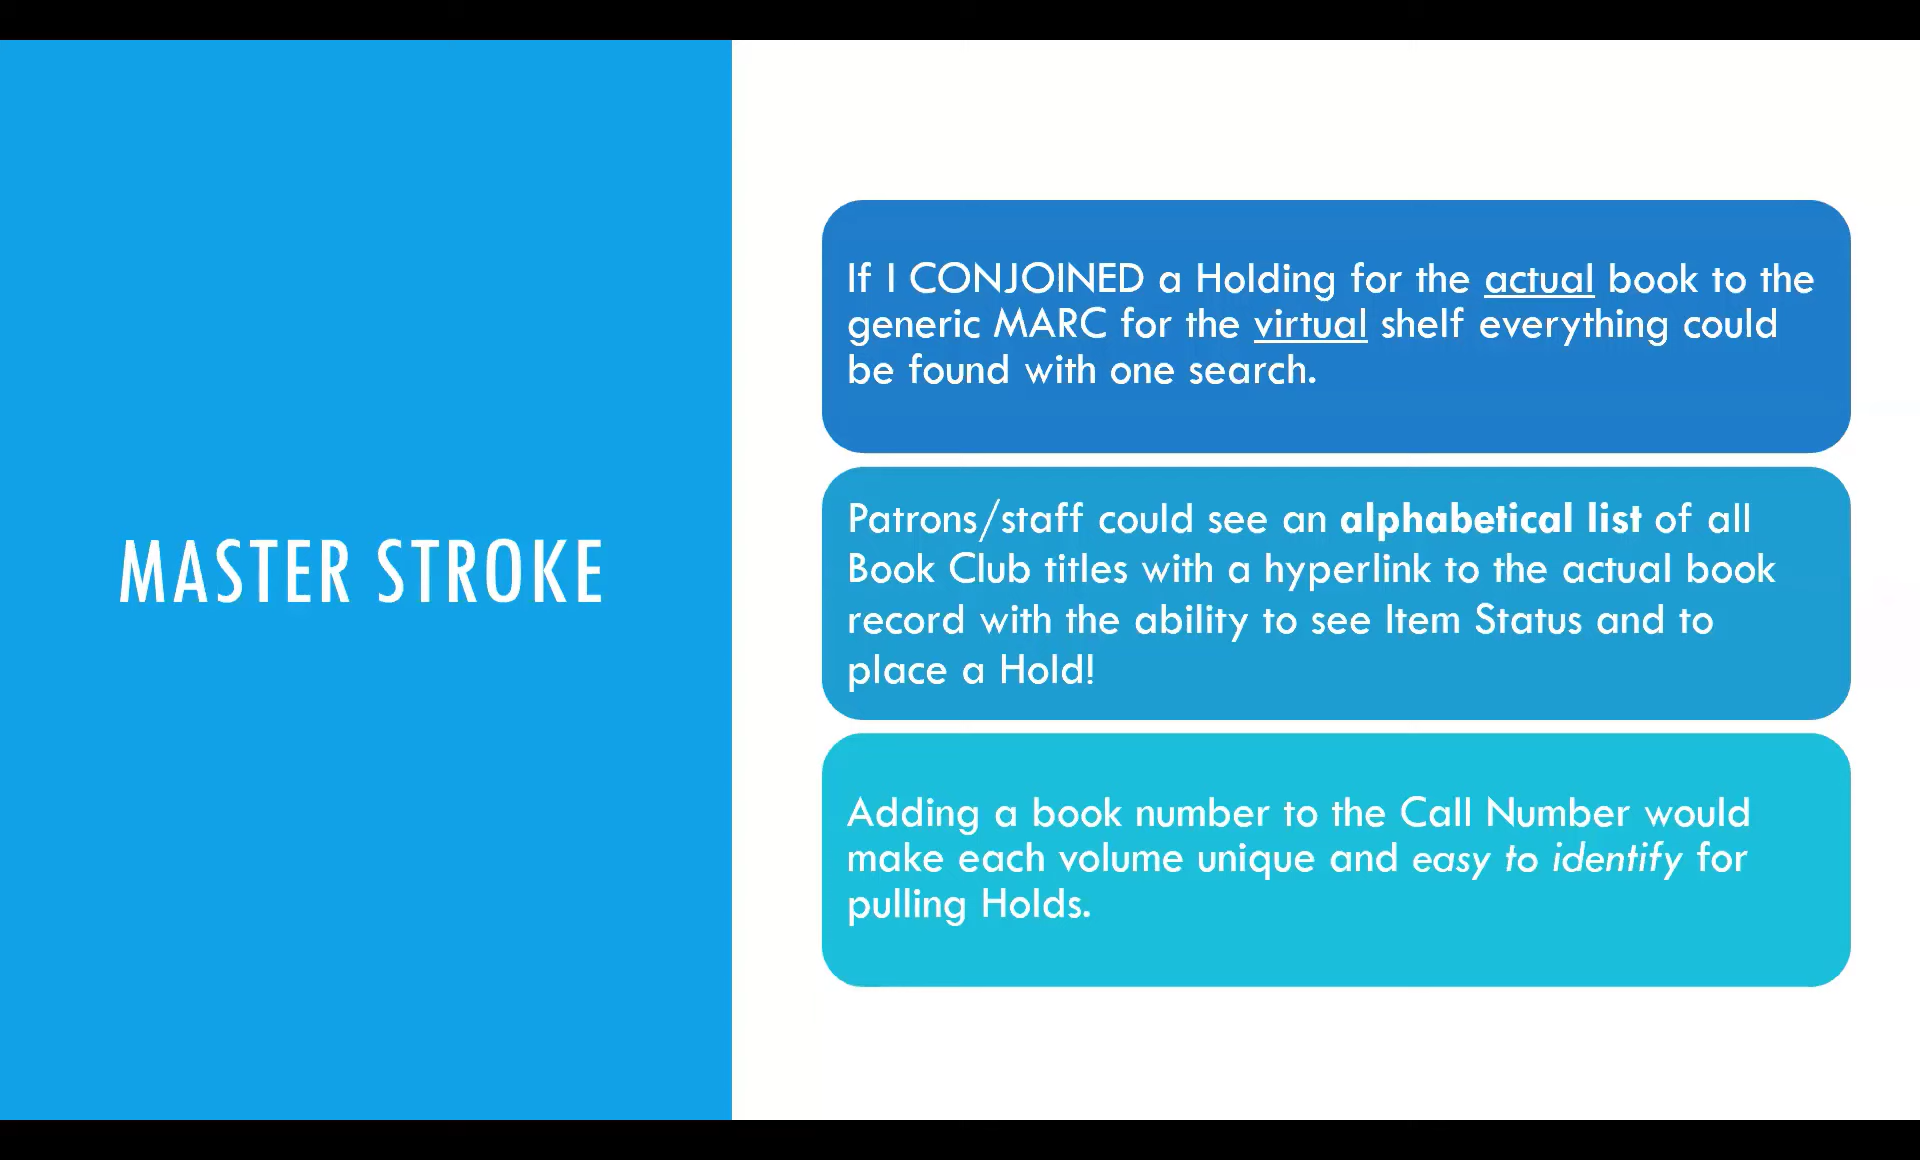 MASTER STROKE
If I CONJOINED a Holding for the actual book to the
generic MARC for the virtual shelf everything could
be found with one search.
Patrons/staff could see an alphabetical list of all
Book Club titles with a hyperlink to the actual book
record with the ability to see Item Status and to
place a Hold!
Adding a book number to the Call Number would
make each volume unique and easy to identify for
pulling Holds.